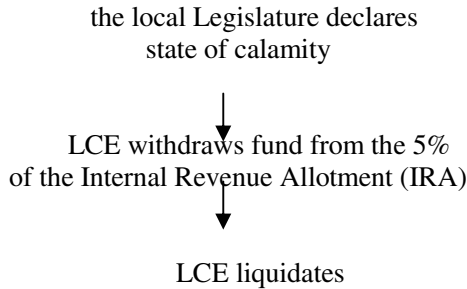 the local Legislature declares
state of calamity
LCE withdraws fund from the 5%
of the Internal Revenue Allotment (IRA)
LCE liquidates